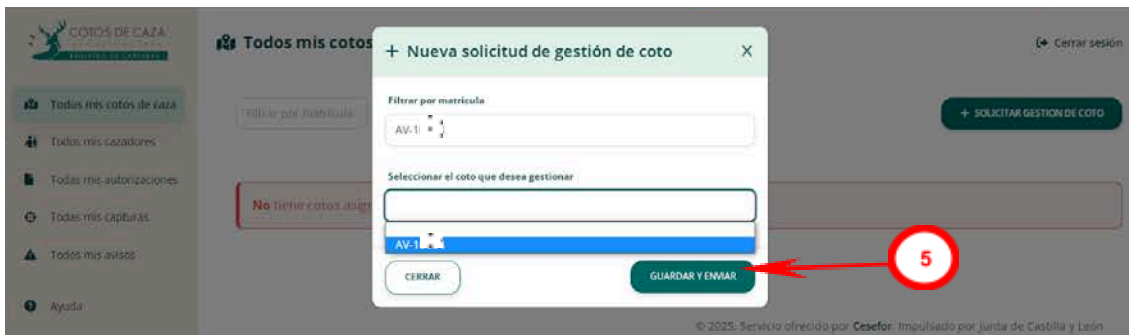 COTOS DE CAZA
Todos mis cotos
Cerrar sesión
+ Nueva solicitud de gestión de coto X
Todos mis cotos de caza
Todos mis cazadores
Todas mis autorizaciones
Todas mis capturas
Todos mis avisos
Ayuda
Filtrar por matrícula
+ SOLICITAR GESTION DE COTO
No tiene cotos asig
Filtrar por matrícula
AV-1
Seleccionar el coto que desea gestionar
AV-1
CERRAR
GUARDAR Y ENVIAR
5
© 2025. Servicio ofrecido por Cesefor. Impulsado por Junta de Castilla y León